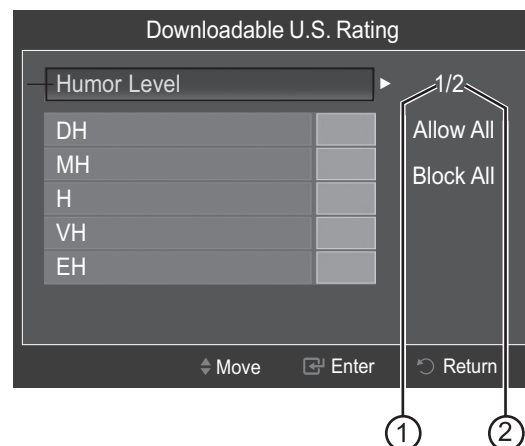 Downloadable U.S. Rating
Humor Level ► 1/2
DH Allow All
MH Block All
H
VH
EH
Move Enter Return
1 2